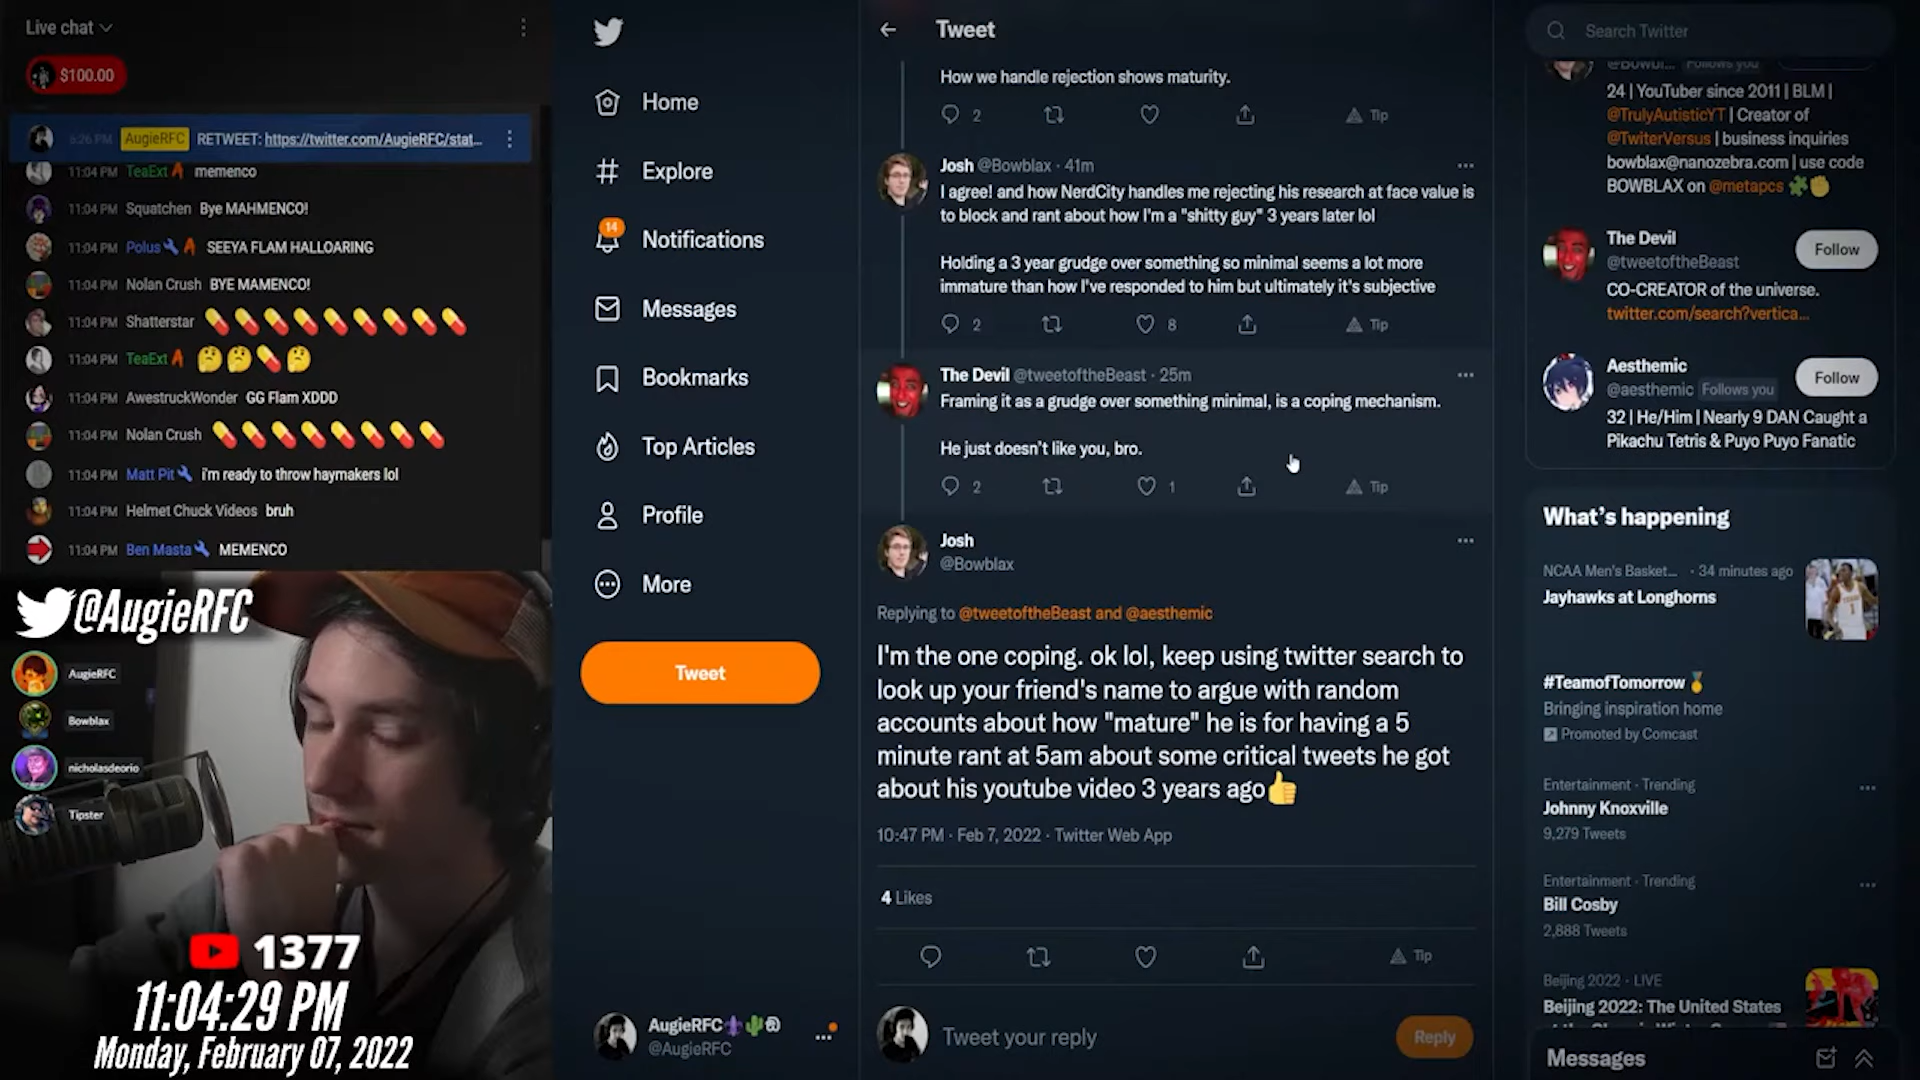 Live chat
$100.00
6:26 PM AugieRFC RETWEET: https://twitter.com/AugieRFC/stat...
11:04 PM TeaExt memenco
11:04 PM Squatchen Bye MAHMENCO!
11:04 PM Polus SEEYA FLAM HALLOARING
11:04 PM Nolan Crush BYE MAMENCO!
11:04 PM Shatterstar 💊💊💊💊💊💊💊💊💊
11:04 PM TeaExt 🤔🤔💊🤔
11:04 PM AwestruckWonder GG Flam XDDD
11:04 PM Nolan Crush 💊💊💊💊💊💊💊💊
11:04 PM Matt Pit i'm ready to throw haymakers lol
11:04 PM Helmet Chuck Videos bruh
11:04 PM Ben Masta MEMENCO
@AugieRFC
AugieRFC
Bowblax
nicholasdeorio
Tipster
1377
11:04:29 PM
Monday, February 07, 2022
Home
Explore
14
Notifications
Messages
Bookmarks
Top Articles
Profile
More
Tweet
AugieRFC⚜️🌵
@AugieRFC
Tweet
How we handle rejection shows maturity.
2 Tip
Josh @Bowblax · 41m
I agree! and how NerdCity handles me rejecting his research at face value is
to block and rant about how I'm a "shitty guy" 3 years later lol
Holding a 3 year grudge over something so minimal seems a lot more
immature than how I've responded to him but ultimately it's subjective
2 8 Tip
The Devil @tweetoftheBeast · 25m
Framing it as a grudge over something minimal, is a coping mechanism.
He just doesn't like you, bro.
2 1 Tip
Josh
@Bowblax
Replying to @tweetoftheBeast and @aesthemic
I'm the one coping. ok lol, keep using twitter search to
look up your friend's name to argue with random
accounts about how "mature" he is for having a 5
minute rant at 5am about some critical tweets he got
about his youtube video 3 years ago👍
10:47 PM · Feb 7, 2022 · Twitter Web App
4 Likes
Tip
Tweet your reply
Reply
Search Twitter
@Bowbl... Follows you
24 | YouTuber since 2011 | BLM |
@TrulyAutisticYT | Creator of
@TwiterVersus | business inquiries
bowblax@nanozebra.com | use code
BOWBLAX on @metapcs 🧩✊
The Devil
@tweetoftheBeast
Follow
CO-CREATOR of the universe.
twitter.com/search?vertica...
Aesthemic
@aesthemic Follows you
Follow
32 | He/Him | Nearly 9 DAN Caught a
Pikachu Tetris & Puyo Puyo Fanatic
What's happening
NCAA Men's Basket... · 34 minutes ago
Jayhawks at Longhorns
#TeamofTomorrow🏅
Bringing inspiration home
Promoted by Comcast
Entertainment · Trending
Johnny Knoxville
9,279 Tweets
Entertainment · Trending
Bill Cosby
2,888 Tweets
Beijing 2022 · LIVE
Beijing 2022: The United States
Messages